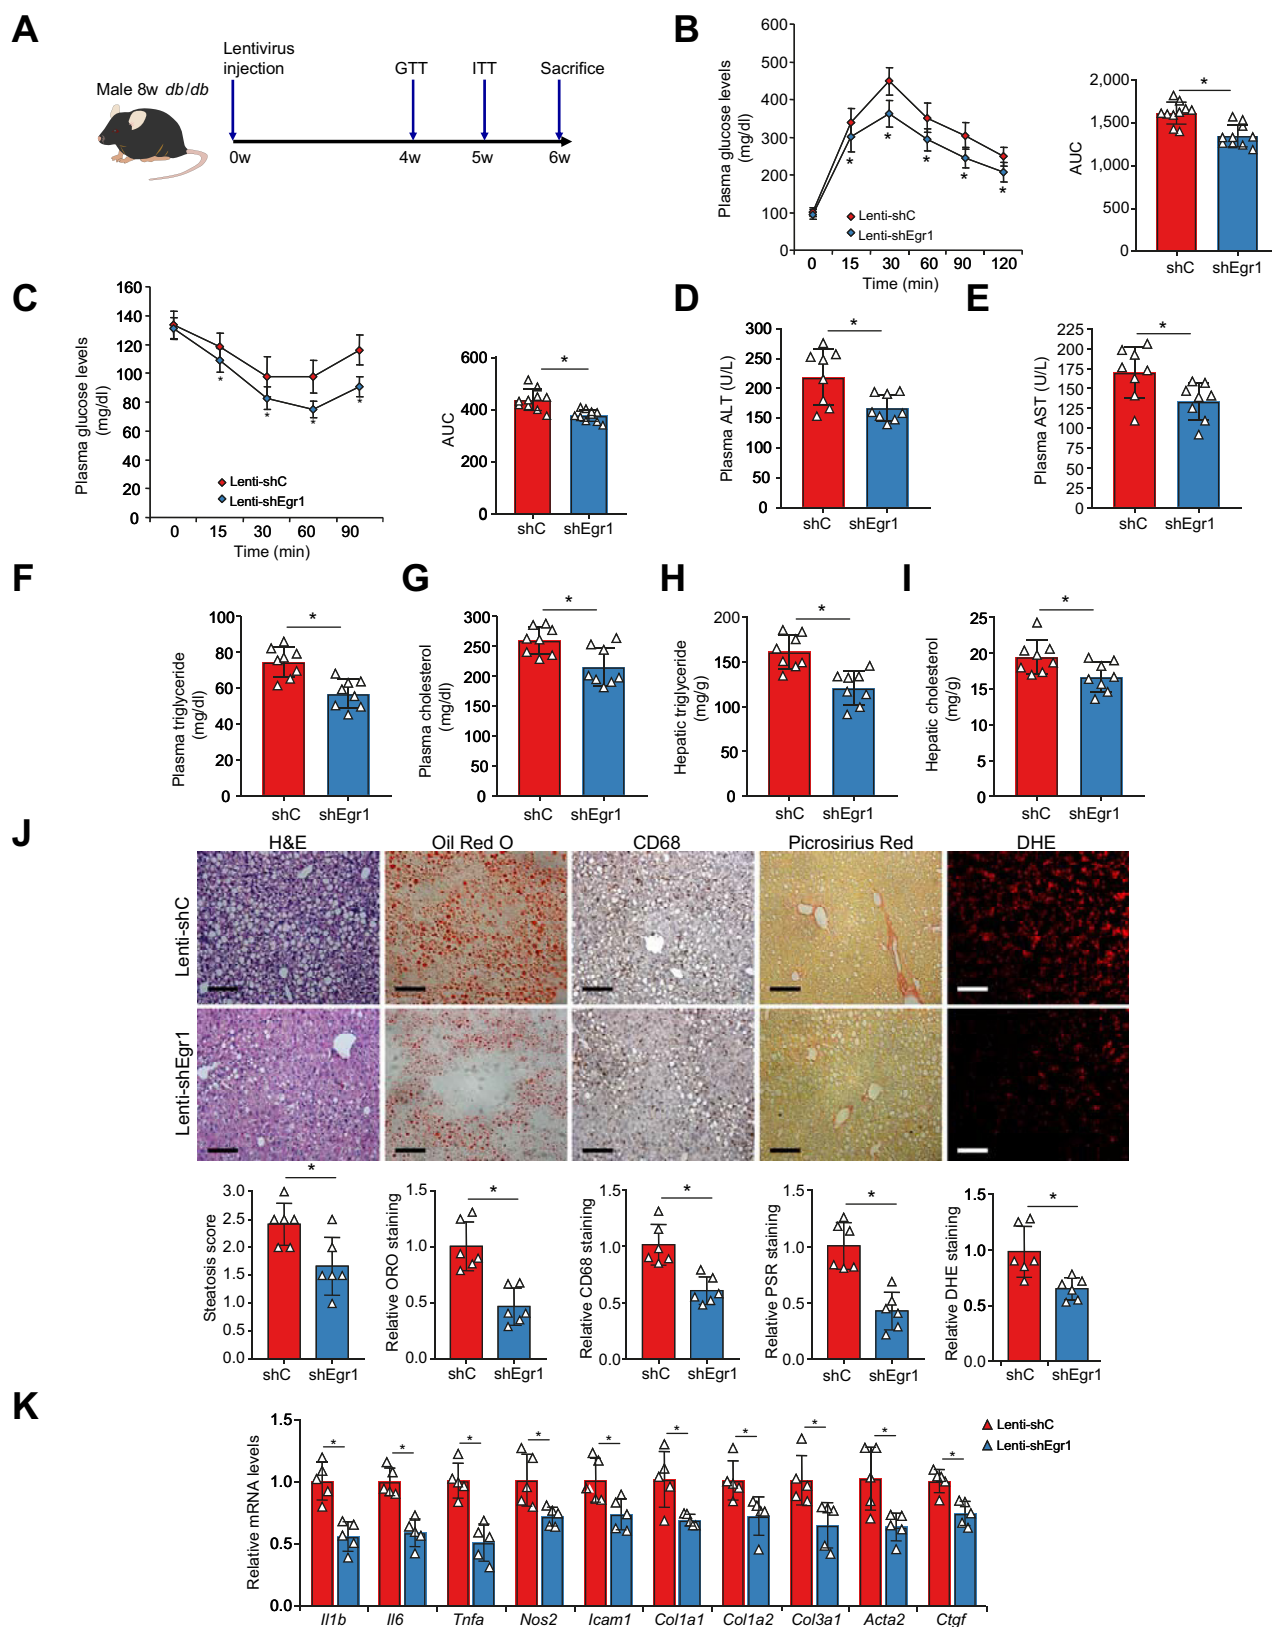 A
Lentivirus
injection
GTT
ITT
Sacrifice
Male 8w db/db
0w
4w
5w
6w
B
Plasma glucose levels
(mg/dl)
600
500
400
300
200
100
0
Lenti-shC
Lenti-shEgr1
0
15
30
60
90
120
Time (min)
*
*
*
*
*
AUC
2,000
1,500
1,000
500
0
*
shC
shEgr1
C
Plasma glucose levels
(mg/dl)
160
140
120
100
80
60
40
20
0
*
*
*
*
Lenti-shC
Lenti-shEgr1
0
15
30
60
90
Time (min)
AUC
600
400
200
0
*
shC
shEgr1
D
Plasma ALT (U/L)
300
250
200
150
100
50
0
*
shC
shEgr1
E
Plasma AST (U/L)
225
200
175
150
125
100
75
50
25
0
*
shC
shEgr1
F
Plasma triglyceride
(mg/dl)
100
80
60
40
20
0
*
shC
shEgr1
G
Plasma cholesterol
(mg/dl)
300
250
200
150
100
50
0
*
shC
shEgr1
H
Hepatic triglyceride
(mg/g)
200
150
100
50
0
*
shC
shEgr1
I
Hepatic cholesterol
(mg/g)
25
20
15
10
5
0
*
shC
shEgr1
J
H&E
Oil Red O
CD68
Picrosirius Red
DHE
Lenti-shC
Lenti-shEgr1
Steatosis score
3.0
2.5
2.0
1.5
1.0
0.5
0.0
*
shC
shEgr1
Relative ORO staining
1.5
1.0
0.5
0.0
*
shC
shEgr1
Relative CD68 staining
1.5
1.0
0.5
0.0
*
shC
shEgr1
Relative PSR staining
1.5
1.0
0.5
0.0
*
shC
shEgr1
Relative DHE staining
1.5
1.0
0.5
0.0
*
shC
shEgr1
K
Relative mRNA levels
1.5
1.0
0.5
0.0
*
*
*
*
*
*
*
*
*
*
Lenti-shC
Lenti-shEgr1
Il1b
Il6
Tnfa
Nos2
Icam1
Col1a1
Col1a2
Col3a1
Acta2
Ctgf